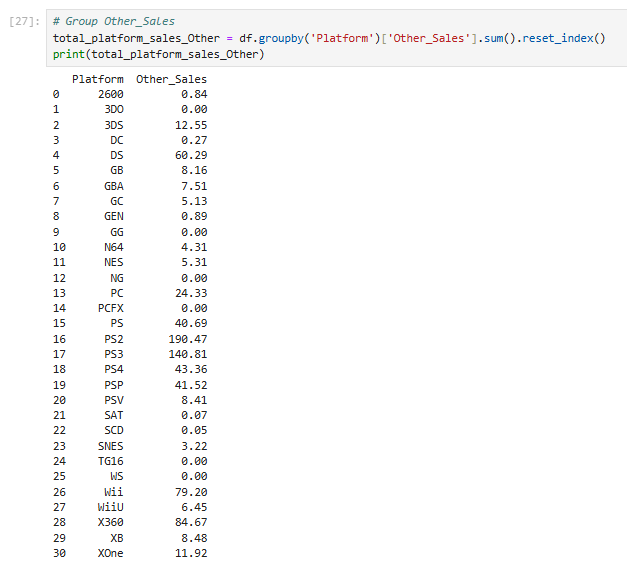 [27]: # Group Other_Sales
total_platform_sales_Other = df.groupby('Platform')['Other_Sales'].sum().reset_index()
print(total_platform_sales_Other)
Platform Other_Sales
0 2600 0.84
1 3DO 0.00
2 3DS 12.55
3 DC 0.27
4 DS 60.29
5 GB 8.16
6 GBA 7.51
7 GC 5.13
8 GEN 0.89
9 GG 0.00
10 N64 4.31
11 NES 5.31
12 NG 0.00
13 PC 24.33
14 PCFX 0.00
15 PS 40.69
16 PS2 190.47
17 PS3 140.81
18 PS4 43.36
19 PSP 41.52
20 PSV 8.41
21 SAT 0.07
22 SCD 0.05
23 SNES 3.22
24 TG16 0.00
25 WS 0.00
26 Wii 79.20
27 WiiU 6.45
28 X360 84.67
29 XB 8.48
30 XOne 11.92